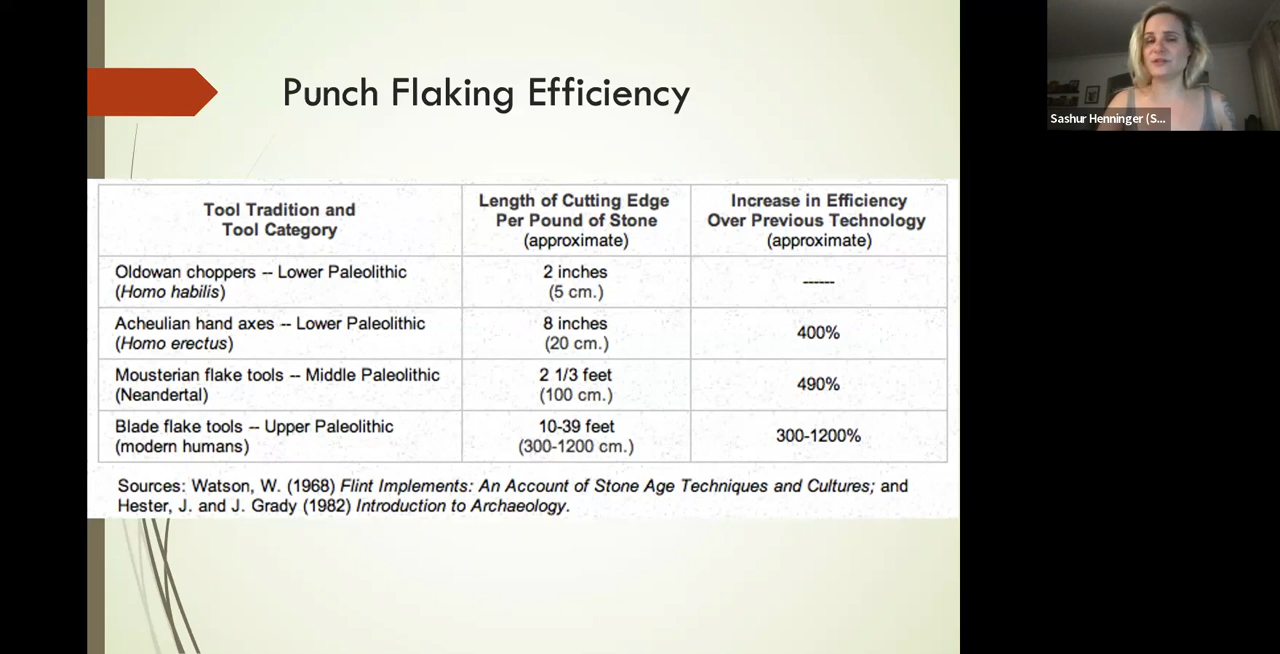 Punch Flaking Efficiency
Sashur Henninger (S...
Tool Tradition and
Tool Category
Length of Cutting Edge
Per Pound of Stone
(approximate)
Increase in Efficiency
Over Previous Technology
(approximate)
Oldowan choppers -- Lower Paleolithic
(Homo habilis)
2 inches
(5 cm.)
------
Acheulian hand axes -- Lower Paleolithic
(Homo erectus)
8 inches
(20 cm.)
400%
Mousterian flake tools -- Middle Paleolithic
(Neandertal)
2 1/3 feet
(100 cm.)
490%
Blade flake tools -- Upper Paleolithic
(modern humans)
10-39 feet
(300-1200 cm.)
300-1200%
Sources: Watson, W. (1968) Flint Implements: An Account of Stone Age Techniques and Cultures; and
Hester, J. and J. Grady (1982) Introduction to Archaeology.